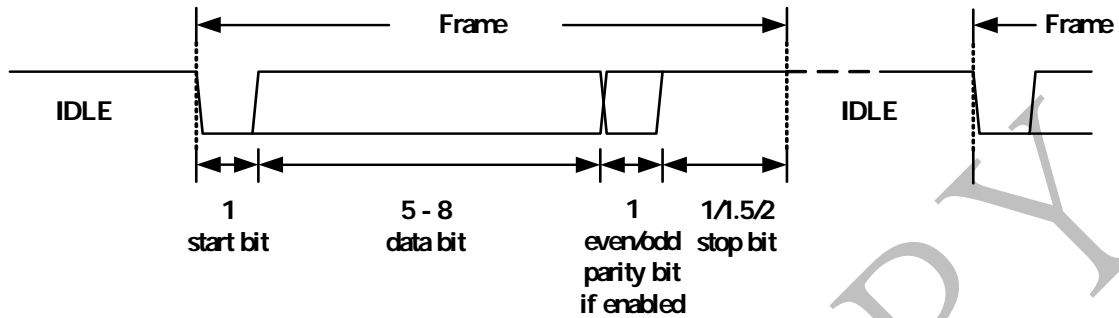 Frame
Frame
IDLE
IDLE
1
start bit
5 - 8
data bit
1
even/odd
parity bit
if enabled
1/1.5/2
stop bit
P Y